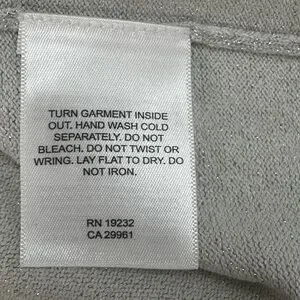 TURN GARMENT INSIDE
OUT. HAND WASH COLD
SEPARATELY. DO NOT
BLEACH. DO NOT TWIST OR
WRING. LAY FLAT TO DRY. DO
NOT IRON.
RN 19232
CA 29961